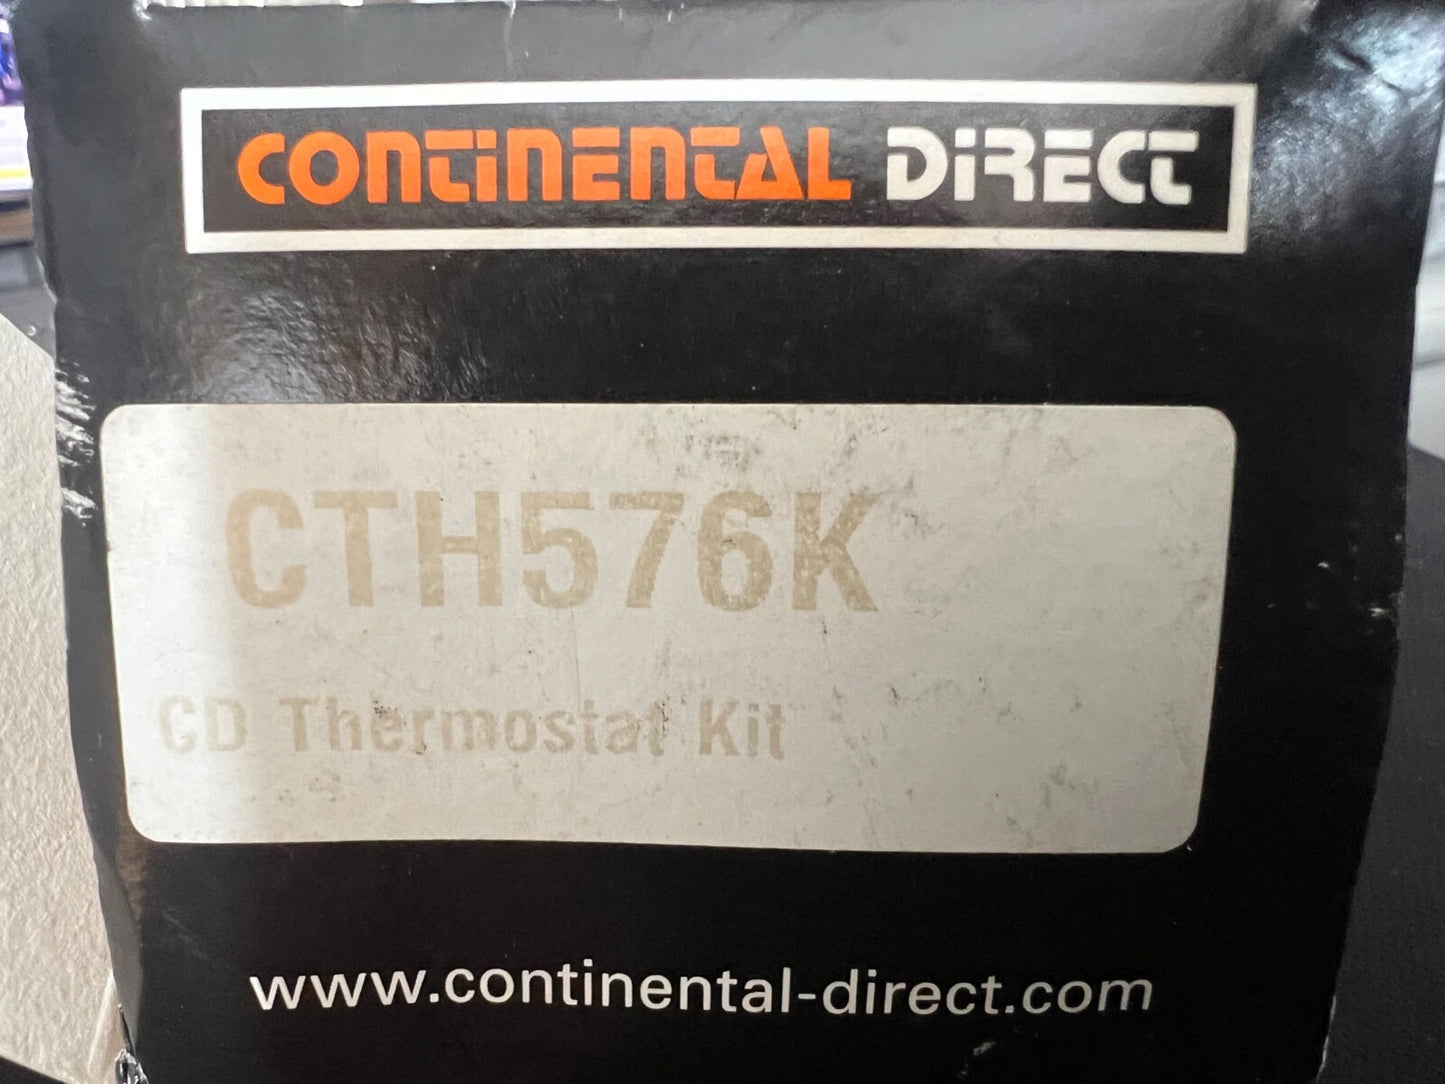 CONTINENTAL DIRECT
CTH576K
CD Thermostat Kit
www.continental-direct.com